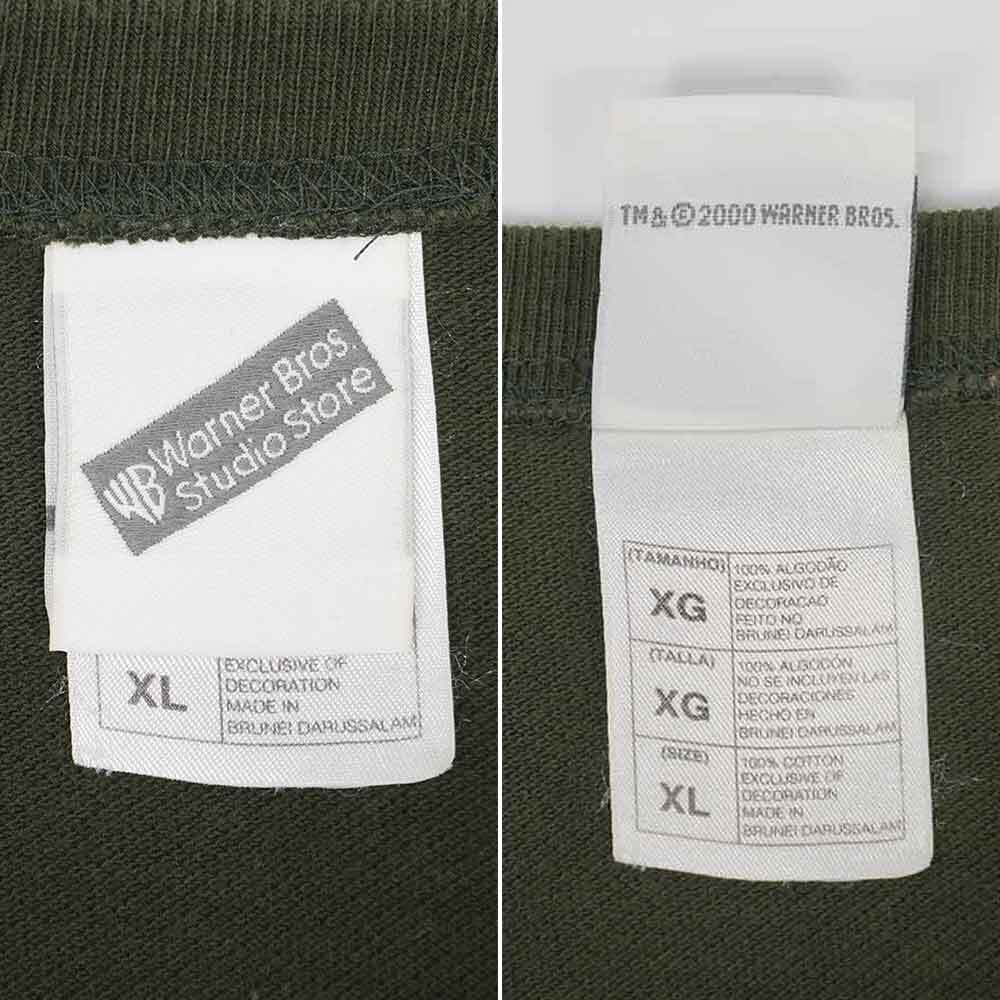 WB Warner Bros.
Studio Store
XL
EXCLUSIVE OF
DECORATION
MADE IN
BRUNEI DARUSSALAM
TM & © 2000 WARNER BROS.
(TAMANHO)
XG
100% ALGODÃO
EXCLUSIVO DE
DECORACAO
FEITO NO
BRUNEI DARUSSALAM
(TALLA)
XG
100% ALGODÓN
NO SE INCLUYEN LAS
DECORACIONES
HECHO EN
BRUNEI DARUSSALAM
(SIZE)
XL
100% COTTON
EXCLUSIVE OF
DECORATION
MADE IN
BRUNEI DARUSSALAM